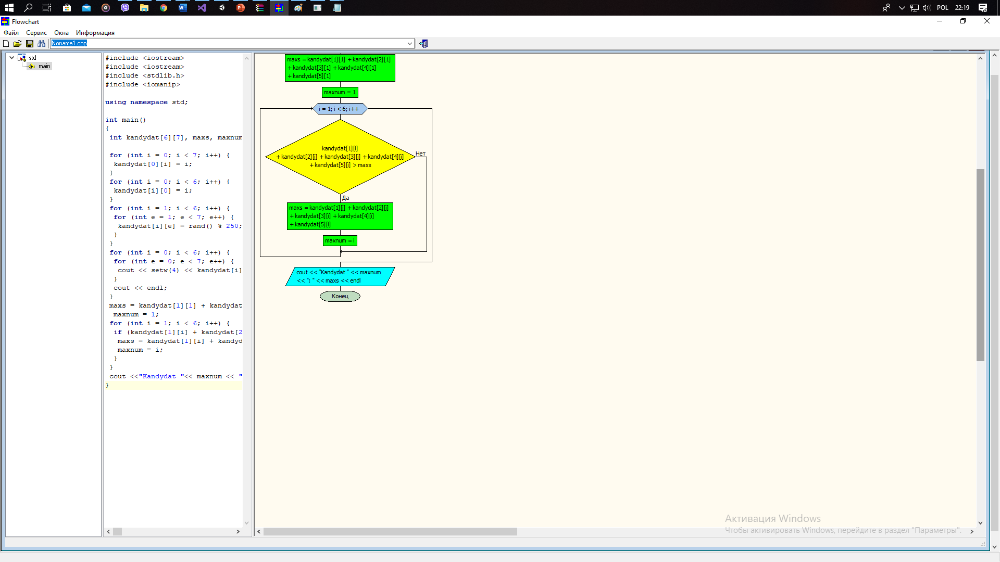 POL 22:19
Flowchart
Файл Сервис Окна Информация
Noname1.cpp
std
main
#include <iostream>
#include <iostream>
#include <stdlib.h>
#include <iomanip>
using namespace std;
int main()
{
int kandydat[6][7], maxs, maxnum
for (int i = 0; i < 7; i++) {
kandydat[0][i] = i;
}
for (int i = 0; i < 6; i++) {
kandydat[i][0] = i;
}
for (int i = 1; i < 6; i++) {
for (int e = 1; e < 7; e++) {
kandydat[i][e] = rand() % 250;
}
}
for (int i = 0; i < 6; i++) {
for (int e = 0; e < 7; e++) {
cout << setw(4) << kandydat[i]
}
cout << endl;
}
maxs = kandydat[1][1] + kandydat
maxnum = 1;
for (int i = 1; i < 6; i++) {
if (kandydat[1][i] + kandydat[2
maxs = kandydat[1][i] + kandyd
maxnum = i;
}
}
cout <<"Kandydat "<< maxnum << "
}
maxs = kandydat[1][1] + kandydat[2][1]
+ kandydat[3][1] + kandydat[4][1]
+ kandydat[5][1]
maxnum = 1
i = 1; i < 6; i++
kandydat[1][i]
+ kandydat[2][i] + kandydat[3][i] + kandydat[4][i]
+ kandydat[5][i] > maxs
Нет
Да
maxs = kandydat[1][i] + kandydat[2][i]
+ kandydat[3][i] + kandydat[4][i]
+ kandydat[5][i]
maxnum = i
cout << "Kandydat " << maxnum
<< ": " << maxs << endl
Конец
Активация Windows
Чтобы активировать Windows, перейдите в раздел "Параметры".